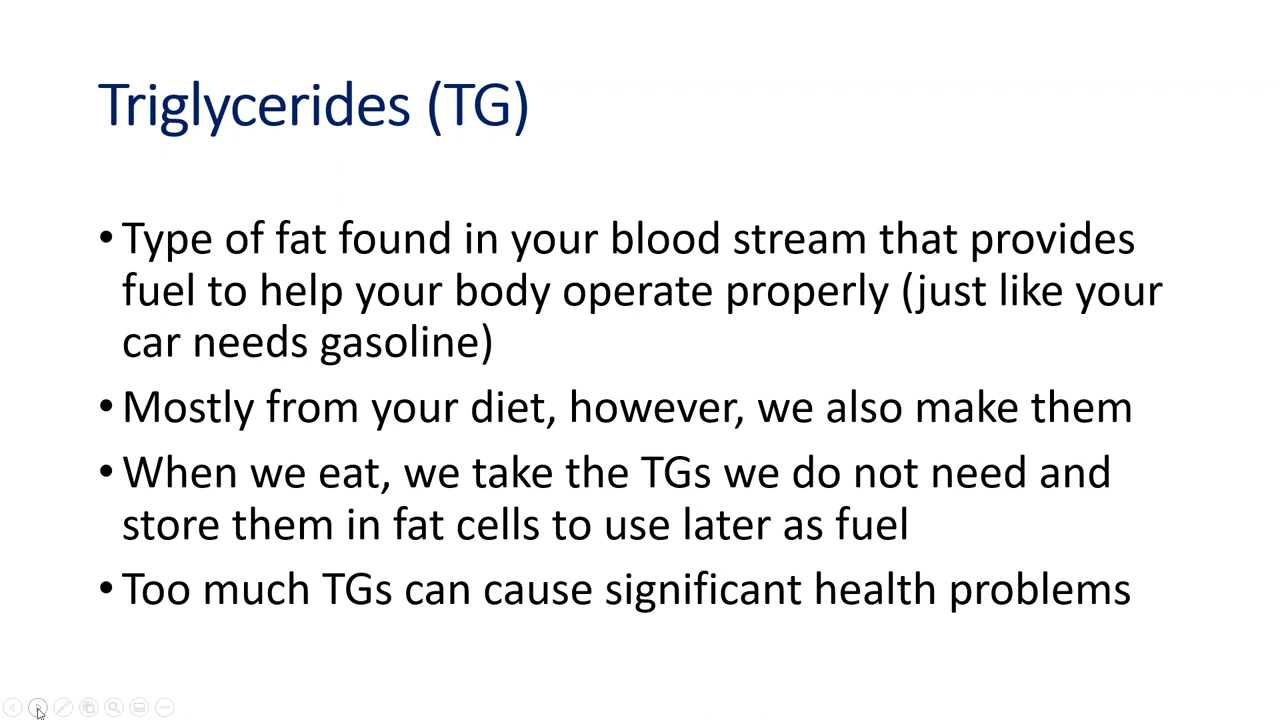 Triglycerides (TG)
• Type of fat found in your blood stream that provides
fuel to help your body operate properly (just like your
car needs gasoline)
• Mostly from your diet, however, we also make them
• When we eat, we take the TGs we do not need and
store them in fat cells to use later as fuel
• Too much TGs can cause significant health problems